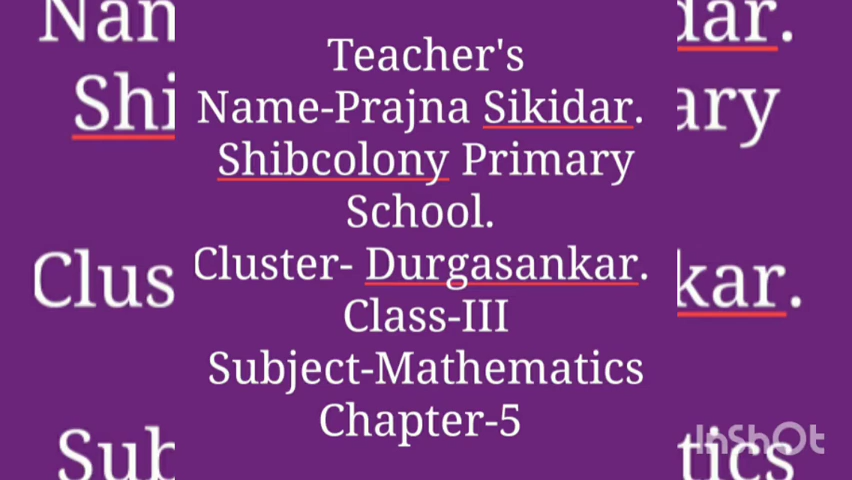 Teacher's
Name-Prajna Sikidar.
Shibcolony Primary
School.
Cluster- Durgasankar.
Class-III
Subject-Mathematics
Chapter-5
InShOt